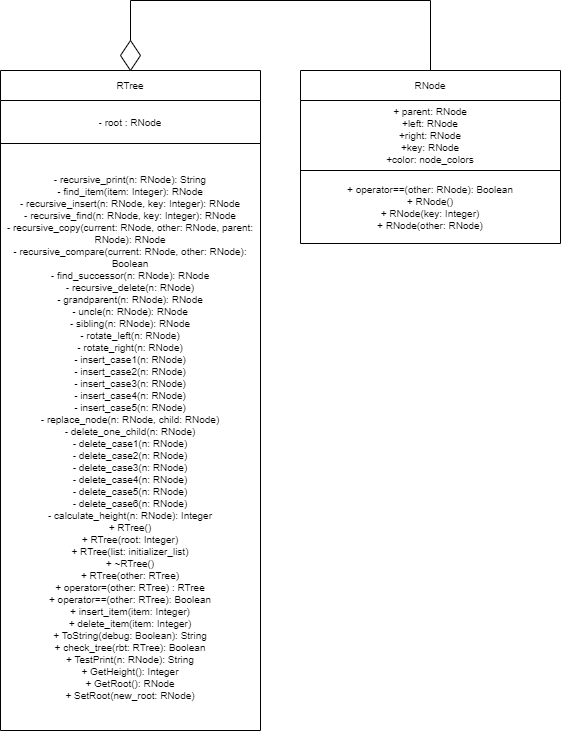 RTree
- root : RNode
- recursive_print(n: RNode): String
- find_item(item: Integer): RNode
- recursive_insert(n: RNode, key: Integer): RNode
- recursive_find(n: RNode, key: Integer): RNode
- recursive_copy(current: RNode, other: RNode, parent:
RNode): RNode
- recursive_compare(current: RNode, other: RNode):
Boolean
- find_successor(n: RNode): RNode
- recursive_delete(n: RNode)
- grandparent(n: RNode): RNode
- uncle(n: RNode): RNode
- sibling(n: RNode): RNode
- rotate_left(n: RNode)
- rotate_right(n: RNode)
- insert_case1(n: RNode)
- insert_case2(n: RNode)
- insert_case3(n: RNode)
- insert_case4(n: RNode)
- insert_case5(n: RNode)
- replace_node(n: RNode, child: RNode)
- delete_one_child(n: RNode)
- delete_case1(n: RNode)
- delete_case2(n: RNode)
- delete_case3(n: RNode)
- delete_case4(n: RNode)
- delete_case5(n: RNode)
- delete_case6(n: RNode)
- calculate_height(n: RNode): Integer
+ RTree()
+ RTree(root: Integer)
+ RTree(list: initializer_list)
+ ~RTree()
+ RTree(other: RTree)
+ operator=(other: RTree) : RTree
+ operator==(other: RTree): Boolean
+ insert_item(item: Integer)
+ delete_item(item: Integer)
+ ToString(debug: Boolean): String
+ check_tree(rbt: RTree): Boolean
+ TestPrint(n: RNode): String
+ GetHeight(): Integer
+ GetRoot(): RNode
+ SetRoot(new_root: RNode)
RNode
+ parent: RNode
+left: RNode
+right: RNode
+key: RNode
+color: node_colors
+ operator==(other: RNode): Boolean
+ RNode()
+ RNode(key: Integer)
+ RNode(other: RNode)